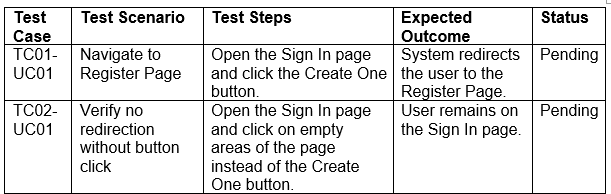 Test Case | Test Scenario | Test Steps | Expected Outcome | Status
TC01-UC01 | Navigate to Register Page | Open the Sign In page and click the Create One button. | System redirects the user to the Register Page. | Pending
TC02-UC01 | Verify no redirection without button click | Open the Sign In page and click on empty areas of the page instead of the Create One button. | User remains on the Sign In page. | Pending